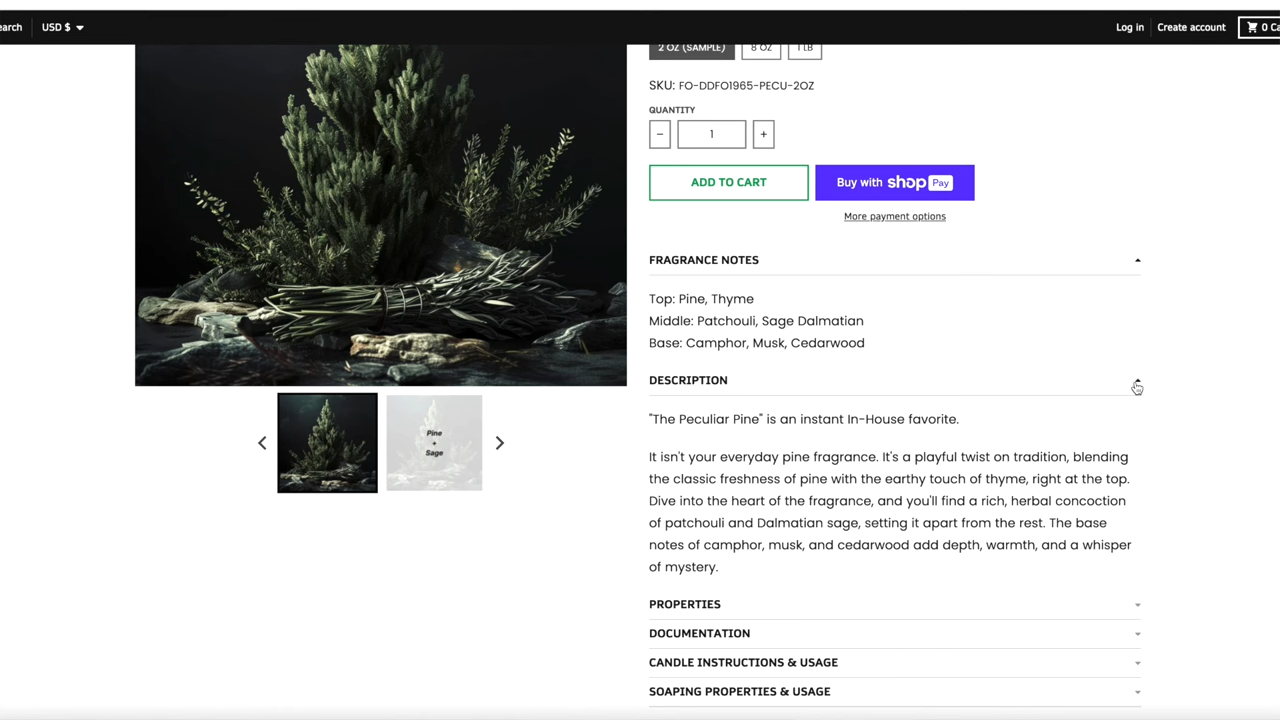 earch
USD $
Log in
Create account
0 Ca
2 OZ (SAMPLE)
8 OZ
1 LB
SKU: FO-DDFO1965-PECU-2OZ
QUANTITY
− 1 +
ADD TO CART
Buy with shop Pay
More payment options
FRAGRANCE NOTES
Top: Pine, Thyme
Middle: Patchouli, Sage Dalmatian
Base: Camphor, Musk, Cedarwood
DESCRIPTION
"The Peculiar Pine" is an instant In-House favorite.
It isn't your everyday pine fragrance. It's a playful twist on tradition, blending
the classic freshness of pine with the earthy touch of thyme, right at the top.
Dive into the heart of the fragrance, and you'll find a rich, herbal concoction
of patchouli and Dalmatian sage, setting it apart from the rest. The base
notes of camphor, musk, and cedarwood add depth, warmth, and a whisper
of mystery.
Pine
+
Sage
PROPERTIES
DOCUMENTATION
CANDLE INSTRUCTIONS & USAGE
SOAPING PROPERTIES & USAGE